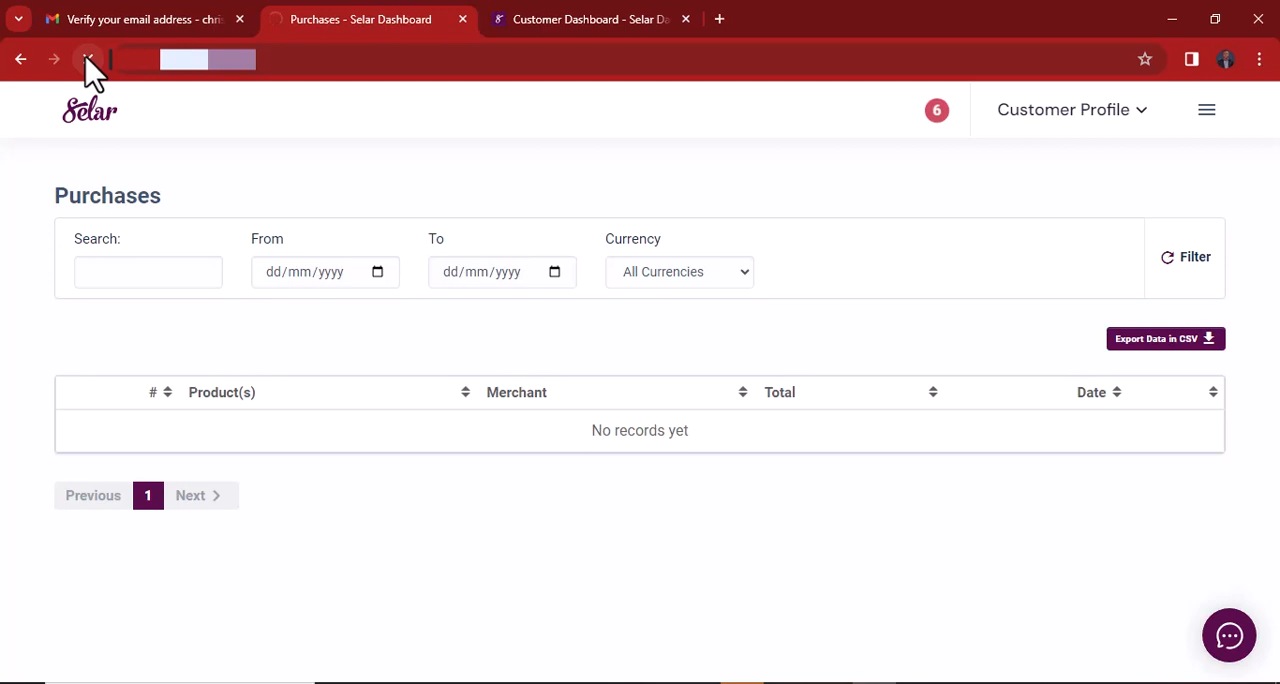 Verify your email address - chris
Purchases - Selar Dashboard
Customer Dashboard - Selar Da
Selar
6
Customer Profile
Purchases
Search:
From
To
Currency
dd/mm/yyyy
dd/mm/yyyy
All Currencies
Filter
Export Data in CSV
# Product(s) Merchant Total Date
No records yet
Previous 1 Next